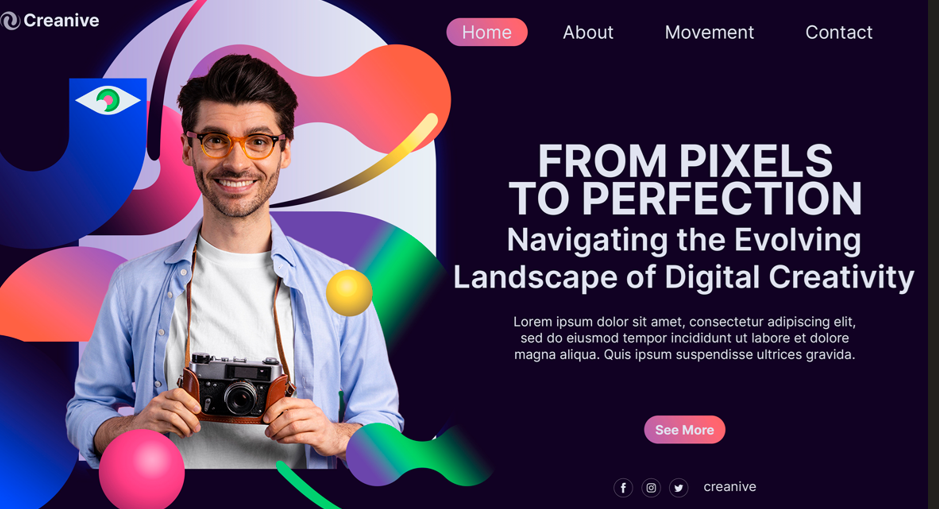 Creanive
Home
About
Movement
Contact
FROM PIXELS
TO PERFECTION
Navigating the Evolving
Landscape of Digital Creativity
Lorem ipsum dolor sit amet, consectetur adipiscing elit,
sed do eiusmod tempor incididunt ut labore et dolore
magna aliqua. Quis ipsum suspendisse ultrices gravida.
See More
creanive